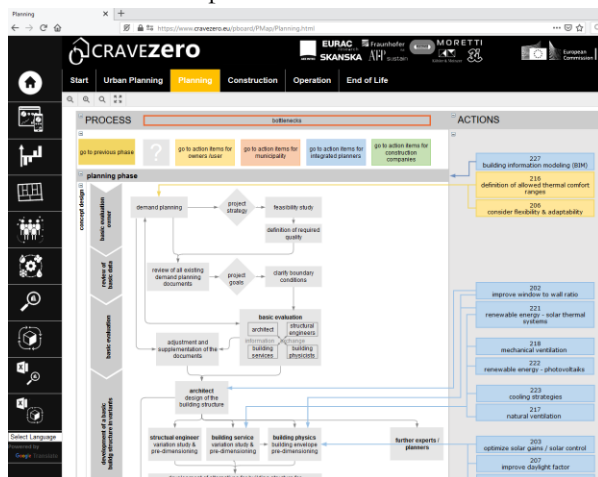 Planning
https://www.cravezero.eu/pboard/PMap/Planning.html
CRAVEZERO
EURAC
Fraunhofer
MORETTI
SKANSKA
AEE
sustain
European
Commission
Start
Urban Planning
Planning
Construction
Operation
End of Life
PROCESS
bottlenecks
ACTIONS
go to previous phase
?
go to action items for
owners /user
go to action items for
municipality
go to action items for
integrated planners
go to action items for
construction
companies
planning phase
concept design
basic evaluation
owner
demand planning
project
strategy
feasibility study
definition of required
quality
review of
basic data
review of all existing
demand planning
documents
project
goals
clarify boundary
conditions
basic evaluation
adjustment and
supplementation of the
documents
basic evaluation
architect
structural
engineers
information
change
building
services
building
physicists
development of a basic
building structure in variants
architect
design of the
building structure
structual engineer
variation study &
pre-dimensioning
building service
variation study &
pre-dimensioning
building physics
building envelope
pre-dimensioning
further experts /
planners
227
building information modeling (BIM)
216
definition of allowed thermal comfort
ranges
206
consider flexibility & adaptability
202
improve window to wall ratio
221
renewable energy - solar thermal
systems
218
mechanical ventilation
222
renewable energy - photovoltaiks
223
cooling strategies
217
natural ventilation
203
optimize solar gains / solar control
207
improve daylight factor
Select Language
Powered by
Google Translate